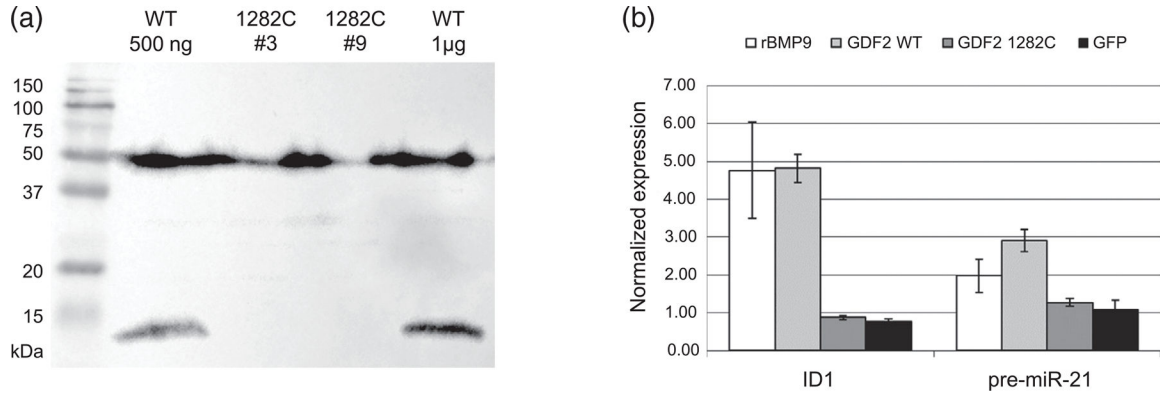 (a)
WT 1282C 1282C WT
500 ng #3 #9 1µg
150
100
75
50
37
20
15
kDa
(b)
rBMP9 GDF2 WT GDF2 1282C GFP
Normalized expression
7.00
6.00
5.00
4.00
3.00
2.00
1.00
0.00
ID1 pre-miR-21